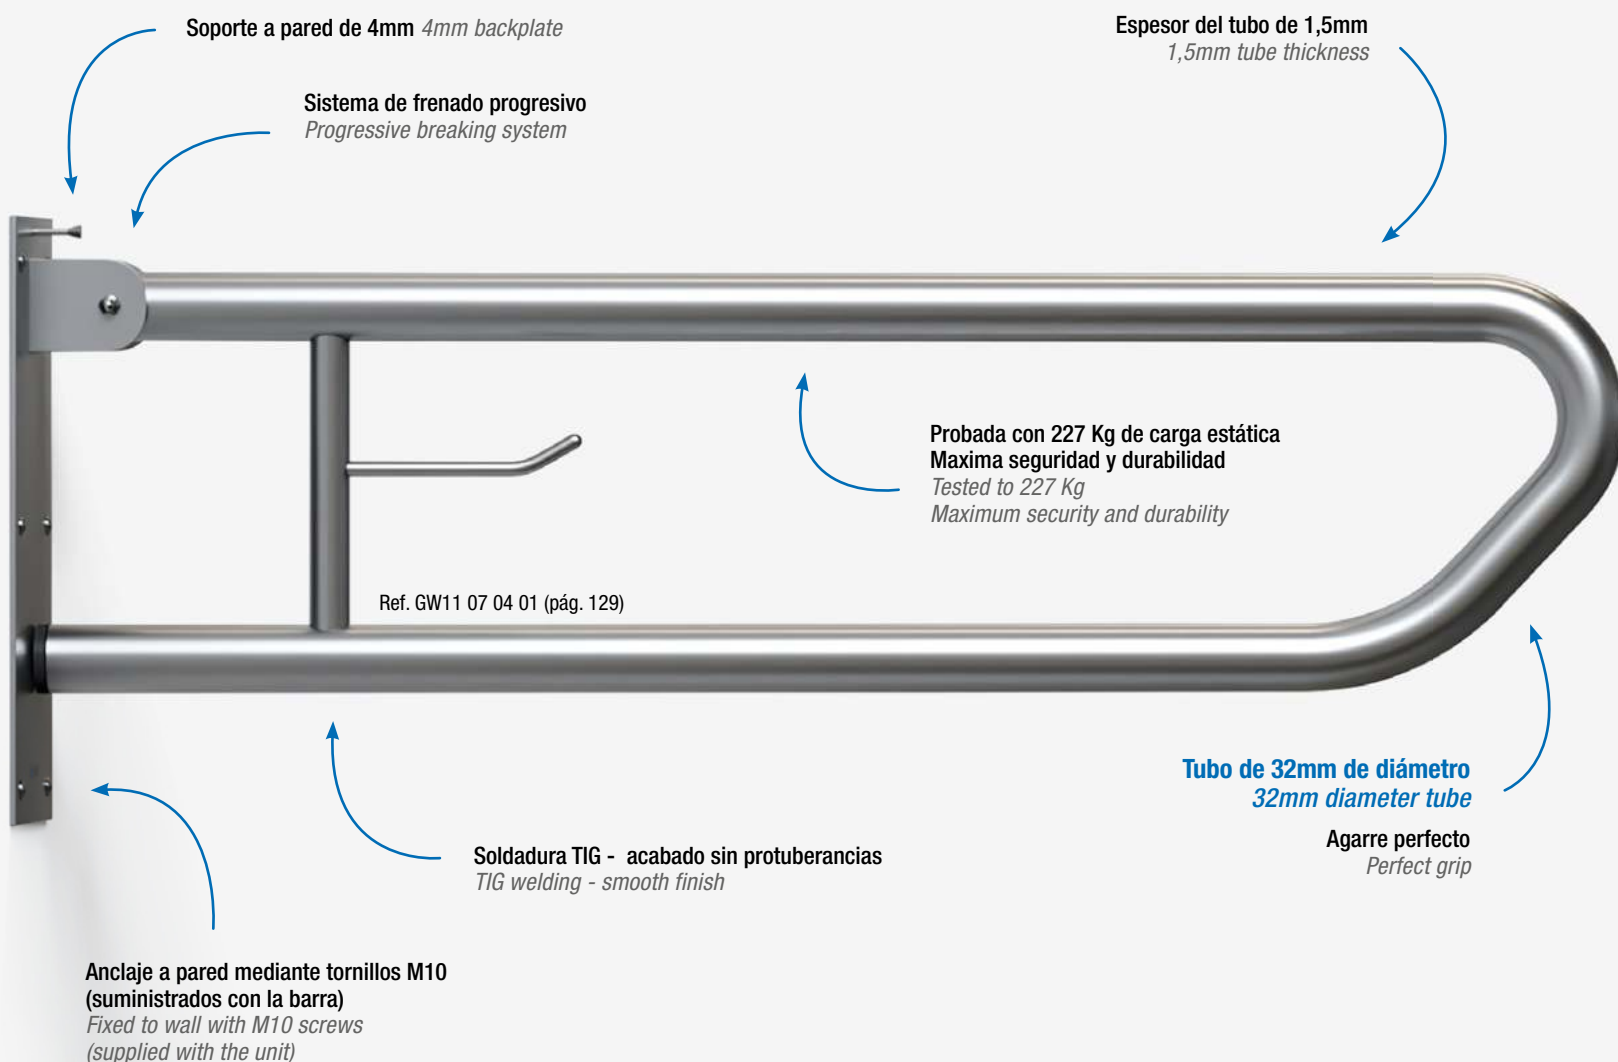 Soporte a pared de 4mm 4mm backplate
Espesor del tubo de 1,5mm
1,5mm tube thickness
Sistema de frenado progresivo
Progressive breaking system
Probada con 227 Kg de carga estática
Maxima seguridad y durabilidad
Tested to 227 Kg
Maximum security and durability
Ref. GW11 07 04 01 (pág. 129)
Tubo de 32mm de diámetro
32mm diameter tube
Agarre perfecto
Perfect grip
Soldadura TIG -  acabado sin protuberancias
TIG welding - smooth finish
Anclaje a pared mediante tornillos M10
(suministrados con la barra)
Fixed to wall with M10 screws
(supplied with the unit)